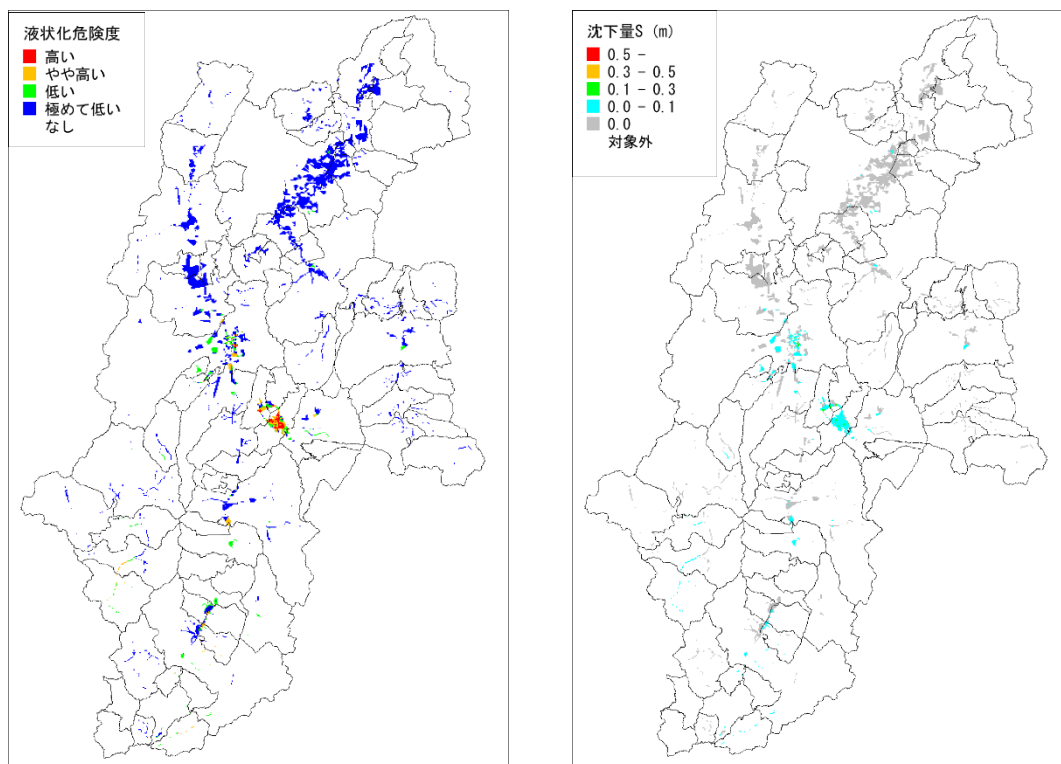 液状化危険度
高い
やや高い
低い
極めて低い
なし
沈下量S (m)
0.5 -
0.3 - 0.5
0.1 - 0.3
0.0 - 0.1
0.0
対象外